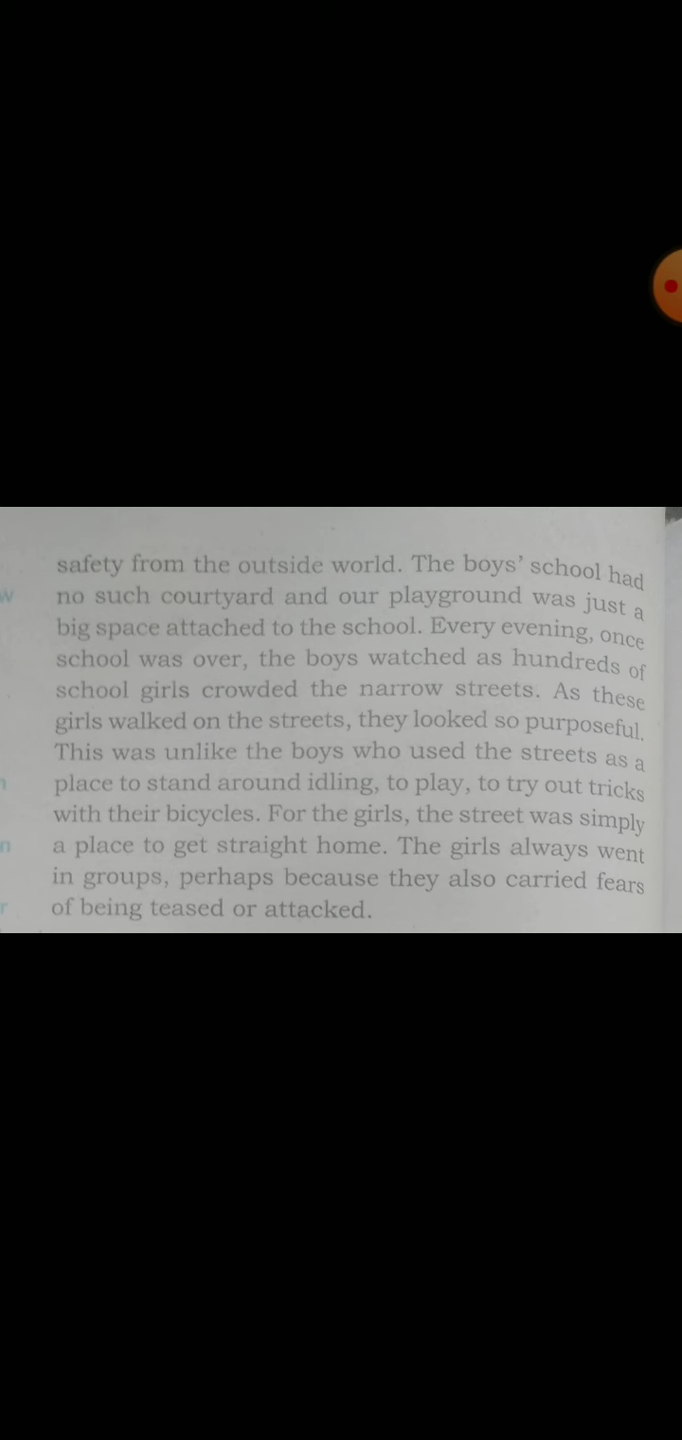 safety from the outside world. The boys' school had
w no such courtyard and our playground was just a
big space attached to the school. Every evening, once
school was over, the boys watched as hundreds of
school girls crowded the narrow streets. As these
girls walked on the streets, they looked so purposeful.
This was unlike the boys who used the streets as a
place to stand around idling, to play, to try out tricks
with their bicycles. For the girls, the street was simply
n a place to get straight home. The girls always went
in groups, perhaps because they also carried fears
r of being teased or attacked.